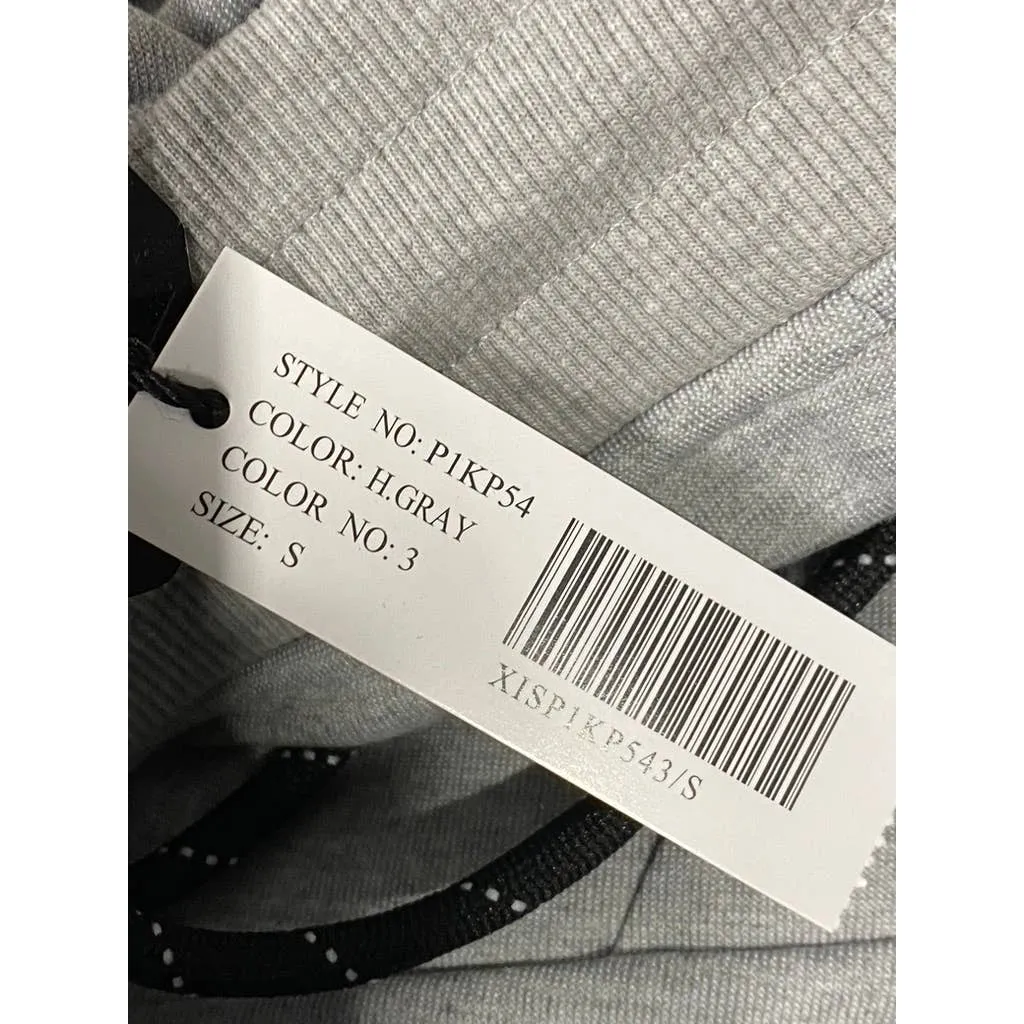 STYLE NO: P1KP54
COLOR: H.GRAY
COLOR NO: 3
SIZE: S
XISP1KP543/S